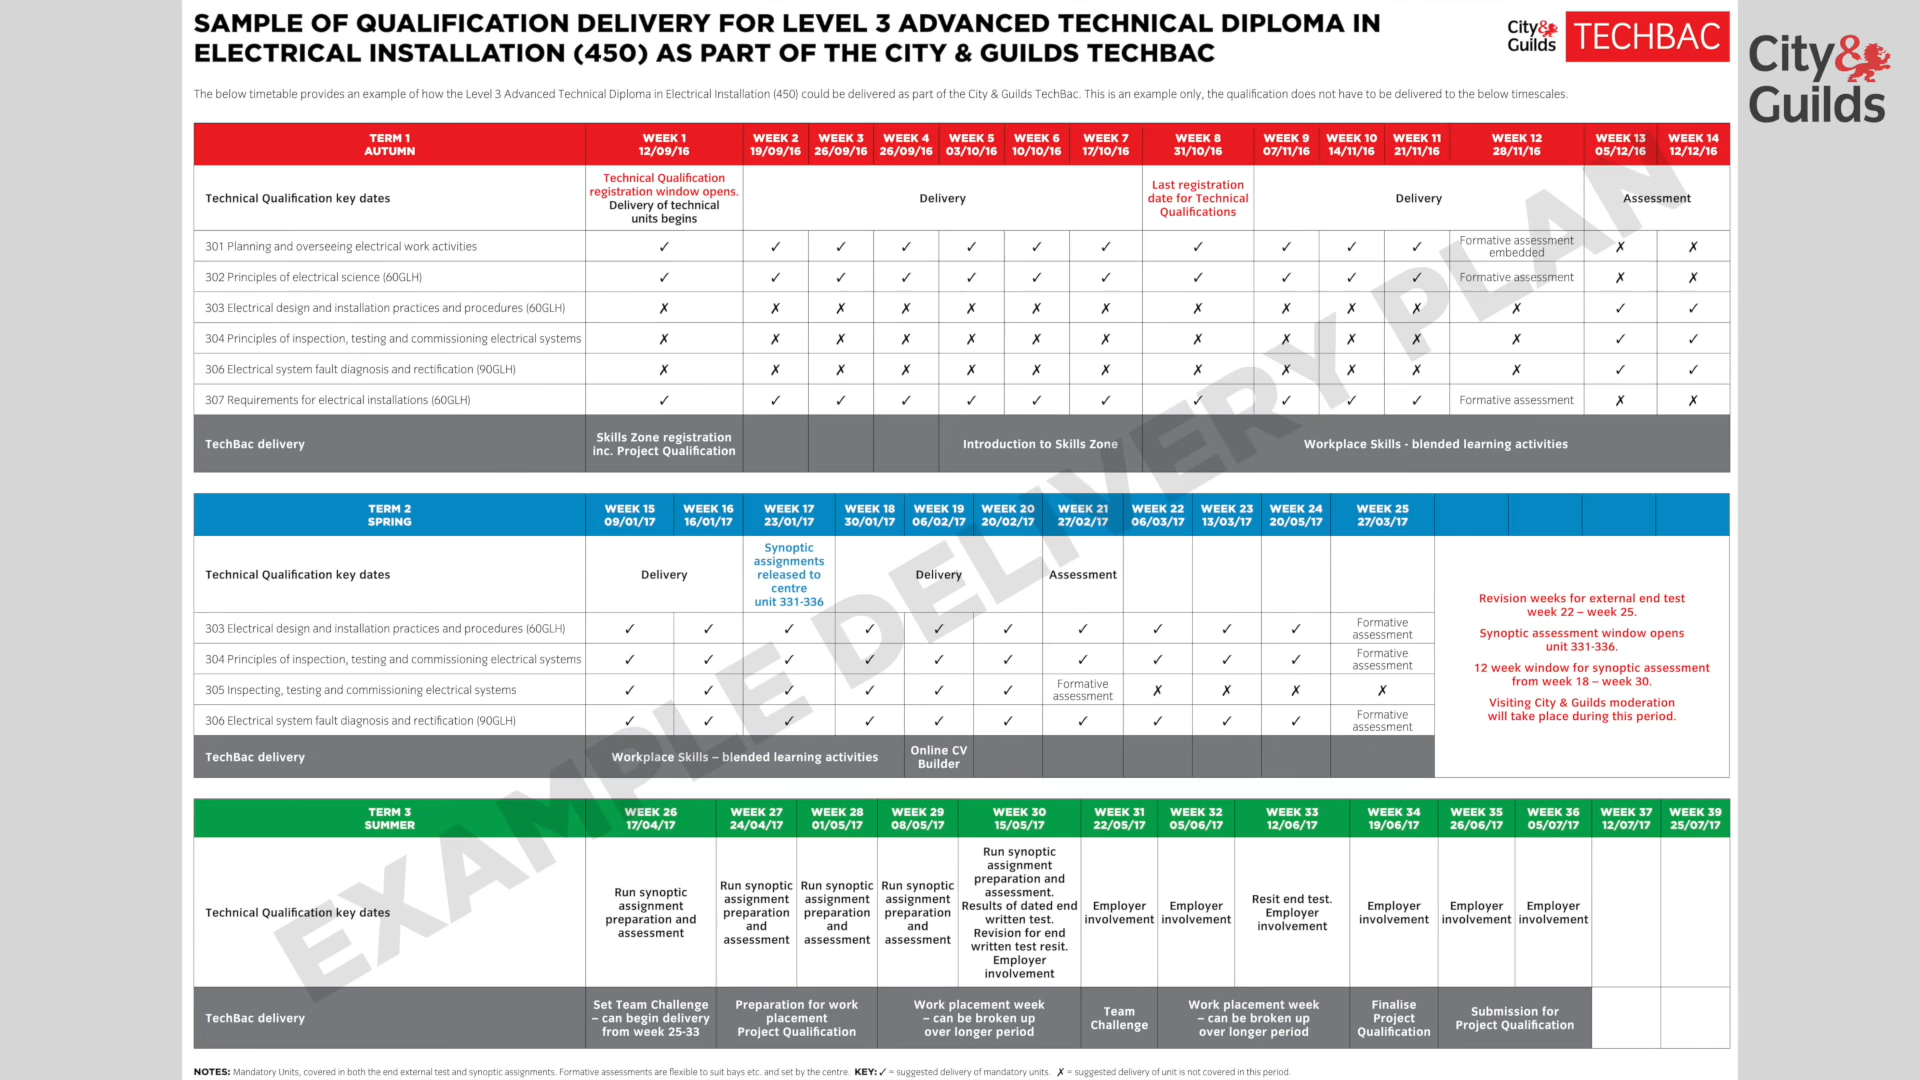 SAMPLE OF QUALIFICATION DELIVERY FOR LEVEL 3 ADVANCED TECHNICAL DIPLOMA IN
ELECTRICAL INSTALLATION (450) AS PART OF THE CITY & GUILDS TECHBAC
City&
Guilds
TECHBAC
City&
Guilds
The below timetable provides an example of how the Level 3 Advanced Technical Diploma in Electrical Installation (450) could be delivered as part of the City & Guilds TechBac. This is an example only, the qualification does not have to be delivered to the below timescales.
TERM 1 WEEK 1 WEEK 2 WEEK 3 WEEK 4 WEEK 5 WEEK 6 WEEK 7 WEEK 8 WEEK 9 WEEK 10 WEEK 11 WEEK 12 WEEK 13 WEEK 14
AUTUMN 12/09/16 19/09/16 26/09/16 26/09/16 03/10/16 10/10/16 17/10/16 31/10/16 07/11/16 14/11/16 21/11/16 28/11/16 05/12/16 12/12/16
Technical Qualification key dates
Technical Qualification
registration window opens.
Delivery of technical
units begins
Delivery
Last registration
date for Technical
Qualifications
Delivery
Assessment
301 Planning and overseeing electrical work activities ✓ ✓ ✓ ✓ ✓ ✓ ✓ ✓ ✓ ✓ ✓ Formative assessment embedded ✗ ✗
302 Principles of electrical science (60GLH) ✓ ✓ ✓ ✓ ✓ ✓ ✓ ✓ ✓ ✓ ✓ Formative assessment ✗ ✗
303 Electrical design and installation practices and procedures (60GLH) ✗ ✗ ✗ ✗ ✗ ✗ ✗ ✗ ✗ ✗ ✗ ✗ ✓ ✓
304 Principles of inspection, testing and commissioning electrical systems ✗ ✗ ✗ ✗ ✗ ✗ ✗ ✗ ✗ ✗ ✗ ✗ ✓ ✓
306 Electrical system fault diagnosis and rectification (90GLH) ✗ ✗ ✗ ✗ ✗ ✗ ✗ ✗ ✗ ✗ ✗ ✗ ✓ ✓
307 Requirements for electrical installations (60GLH) ✓ ✓ ✓ ✓ ✓ ✓ ✓ ✓ ✓ ✓ ✓ Formative assessment ✗ ✗
TechBac delivery
Skills Zone registration
inc. Project Qualification
Introduction to Skills Zone
Workplace Skills - blended learning activities
TERM 2 WEEK 15 WEEK 16 WEEK 17 WEEK 18 WEEK 19 WEEK 20 WEEK 21 WEEK 22 WEEK 23 WEEK 24 WEEK 25
SPRING 09/01/17 16/01/17 23/01/17 30/01/17 06/02/17 20/02/17 27/02/17 06/03/17 13/03/17 20/05/17 27/03/17
Technical Qualification key dates
Delivery
Synoptic
assignments
released to
centre
unit 331-336
Delivery
Assessment
303 Electrical design and installation practices and procedures (60GLH) ✓ ✓ ✓ ✓ ✓ ✓ ✓ ✓ ✓ ✓ Formative assessment
304 Principles of inspection, testing and commissioning electrical systems ✓ ✓ ✓ ✓ ✓ ✓ ✓ ✓ ✓ ✓ Formative assessment
305 Inspecting, testing and commissioning electrical systems ✓ ✓ ✓ ✓ ✓ ✓ Formative assessment ✗ ✗ ✗ ✗
306 Electrical system fault diagnosis and rectification (90GLH) ✓ ✓ ✓ ✓ ✓ ✓ ✓ ✓ ✓ ✓ Formative assessment
Revision weeks for external end test
week 22 – week 25.
Synoptic assessment window opens
unit 331-336.
12 week window for synoptic assessment
from week 18 – week 30.
Visiting City & Guilds moderation
will take place during this period.
TechBac delivery
Workplace Skills – blended learning activities
Online CV
Builder
TERM 3 WEEK 26 WEEK 27 WEEK 28 WEEK 29 WEEK 30 WEEK 31 WEEK 32 WEEK 33 WEEK 34 WEEK 35 WEEK 36 WEEK 37 WEEK 39
SUMMER 17/04/17 24/04/17 01/05/17 08/05/17 15/05/17 22/05/17 05/06/17 12/06/17 19/06/17 26/06/17 05/07/17 12/07/17 25/07/17
Technical Qualification key dates
Run synoptic
assignment
preparation and
assessment
Run synoptic
assignment
preparation
and
assessment
Run synoptic
assignment
preparation
and
assessment
Run synoptic
assignment
preparation
and
assessment
Run synoptic
assignment
preparation and
assessment.
Results of dated end
written test.
Revision for end
written test resit.
Employer
involvement
Employer
involvement
Employer
involvement
Resit end test.
Employer
involvement
Employer
involvement
Employer
involvement
Employer
involvement
TechBac delivery
Set Team Challenge
– can begin delivery
from week 25-33
Preparation for work
placement
Project Qualification
Work placement week
– can be broken up
over longer period
Team
Challenge
Work placement week
– can be broken up
over longer period
Finalise
Project
Qualification
Submission for
Project Qualification
EXAMPLE DELIVERY PLAN
NOTES: Mandatory Units, covered in both the end external test and synoptic assignments. Formative assessments are flexible to suit bays etc. and set by the centre. KEY: ✓ = suggested delivery of mandatory units. ✗ = suggested delivery of unit is not covered in this period.